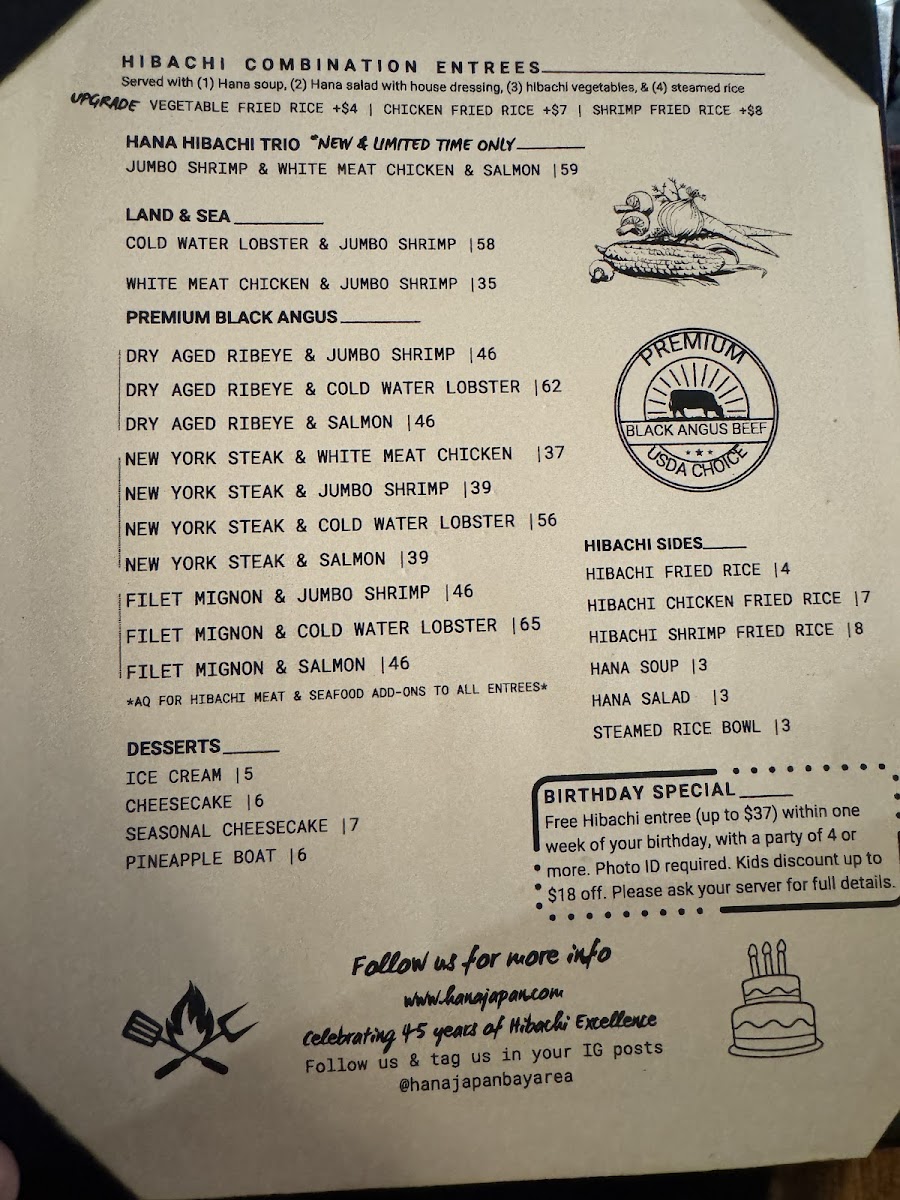 HIBACHI COMBINATION ENTREES
Served with (1) Hana soup, (2) Hana salad with house dressing, (3) hibachi vegetables, & (4) steamed rice
UPGRADE VEGETABLE FRIED RICE +$4 | CHICKEN FRIED RICE +$7 | SHRIMP FRIED RICE +$8
HANA HIBACHI TRIO *NEW & LIMITED TIME ONLY
JUMBO SHRIMP & WHITE MEAT CHICKEN & SALMON |59
LAND & SEA
COLD WATER LOBSTER & JUMBO SHRIMP |58
WHITE MEAT CHICKEN & JUMBO SHRIMP |35
PREMIUM BLACK ANGUS
DRY AGED RIBEYE & JUMBO SHRIMP |46
DRY AGED RIBEYE & COLD WATER LOBSTER |62
DRY AGED RIBEYE & SALMON |46
NEW YORK STEAK & WHITE MEAT CHICKEN |37
NEW YORK STEAK & JUMBO SHRIMP |39
NEW YORK STEAK & COLD WATER LOBSTER |56
NEW YORK STEAK & SALMON |39
FILET MIGNON & JUMBO SHRIMP |46
FILET MIGNON & COLD WATER LOBSTER |65
FILET MIGNON & SALMON |46
*AQ FOR HIBACHI MEAT & SEAFOOD ADD-ONS TO ALL ENTREES*
PREMIUM
BLACK ANGUS BEEF
USDA CHOICE
HIBACHI SIDES
HIBACHI FRIED RICE |4
HIBACHI CHICKEN FRIED RICE |7
HIBACHI SHRIMP FRIED RICE |8
HANA SOUP |3
HANA SALAD |3
STEAMED RICE BOWL |3
DESSERTS
ICE CREAM |5
CHEESECAKE |6
SEASONAL CHEESECAKE |7
PINEAPPLE BOAT |6
BIRTHDAY SPECIAL
Free Hibachi entree (up to $37) within one
week of your birthday, with a party of 4 or
more. Photo ID required. Kids discount up to
$18 off. Please ask your server for full details.
Follow us for more info
www.hanajapan.com
Celebrating 45 years of Hibachi Excellence
Follow us & tag us in your IG posts
@hanajapanbayarea